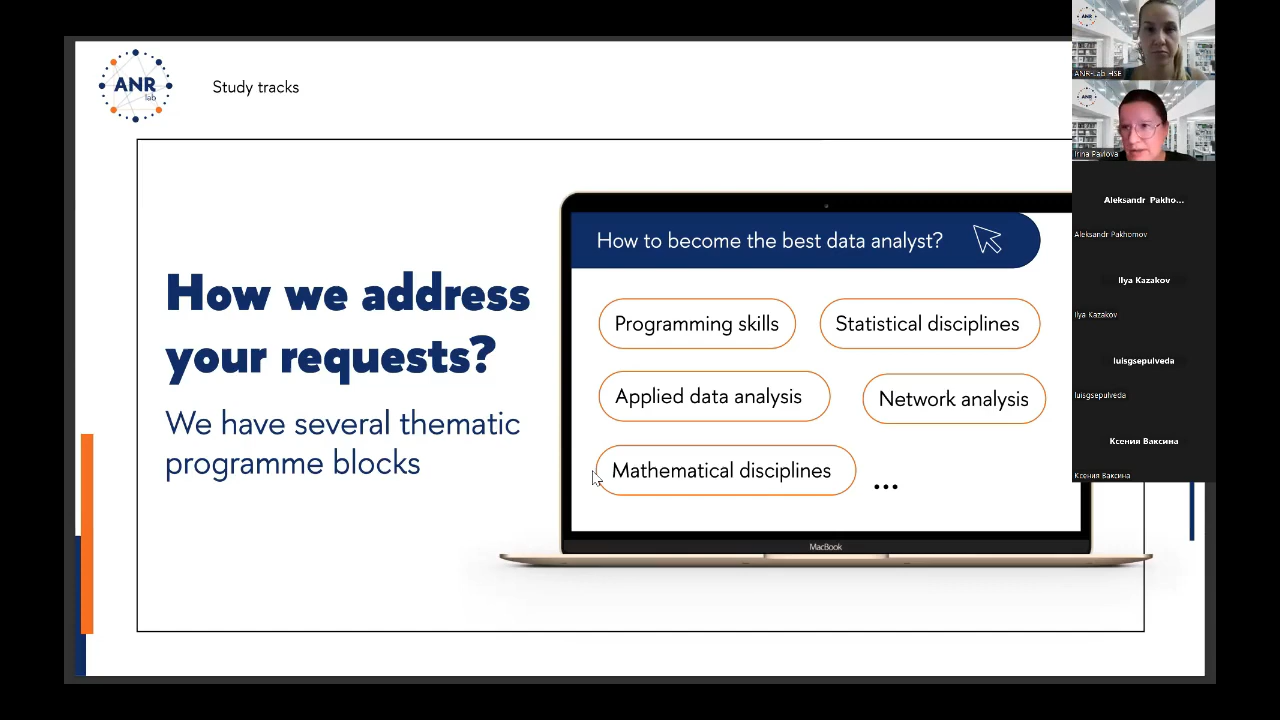 ANR
lab
Study tracks
How we address
your requests?
We have several thematic
programme blocks
How to become the best data analyst?
Programming skills
Statistical disciplines
Applied data analysis
Network analysis
Mathematical disciplines
...
MacBook
ANR
ANR-Lab HSE
ANR
Irina Pavlova
Aleksandr Pakho...
Aleksandr Pakhomov
Ilya Kazakov
Ilya Kazakov
luisgsepulveda
luisgsepulveda
Ксения Ваксина
Ксения Ваксина